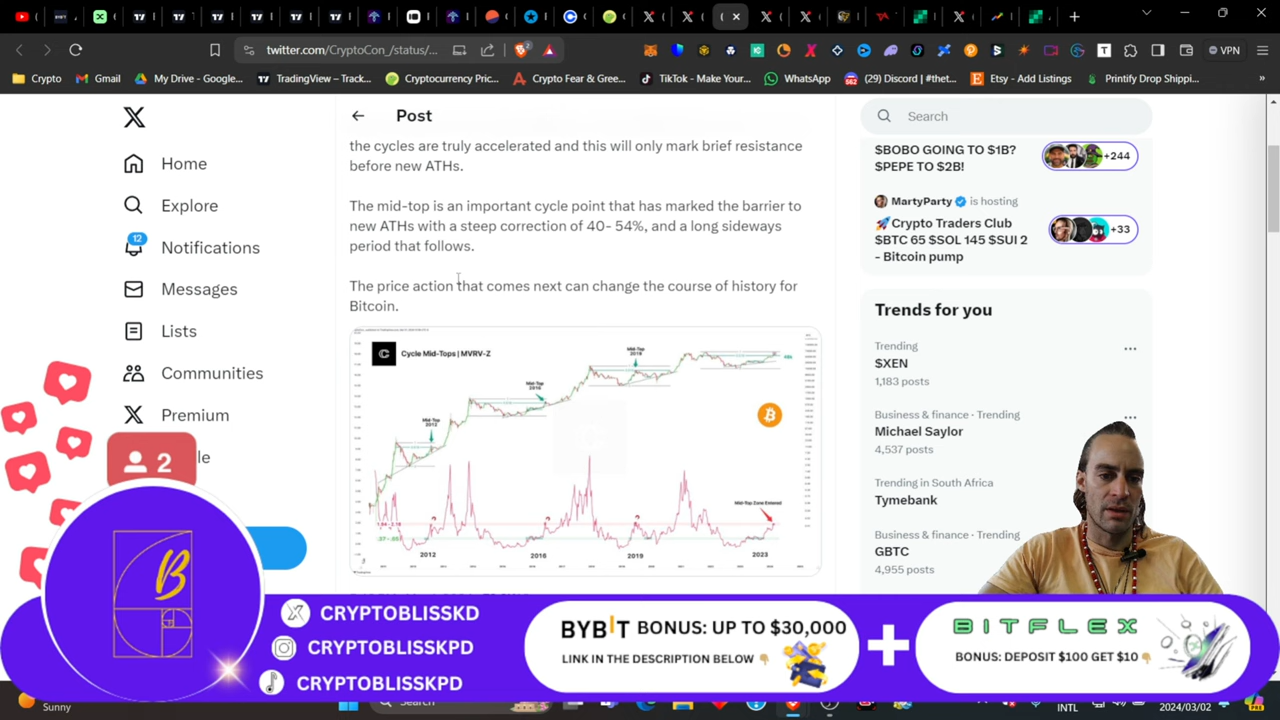 twitter.com/CryptoCon_/status/...
2
VPN
Crypto
Gmail
My Drive - Google...
TradingView – Track...
Cryptocurrency Pric...
Crypto Fear & Gree...
TikTok - Make Your...
WhatsApp
(29) Discord | #thet...
Etsy - Add Listings
Printify Drop Shippi...
»
Post
Search
Home
Explore
12
Notifications
Messages
Lists
Communities
Premium
the cycles are truly accelerated and this will only mark brief resistance
before new ATHs.
The mid-top is an important cycle point that has marked the barrier to
new ATHs with a steep correction of 40- 54%, and a long sideways
period that follows.
The price action that comes next can change the course of history for
Bitcoin.
Cycle Mid-Tops | MVRV-Z
Mid-Top
2012
Mid-Top
2016
Mid-Top
2019
Mid-Top Zone Entered
2012
2016
2019
2023
$BOBO GOING TO $1B?
$PEPE TO $2B!
+244
MartyParty is hosting
🚀Crypto Traders Club
$BTC 65 $SOL 145 $SUI 2
- Bitcoin pump
+33
Trends for you
Trending
$XEN
1,183 posts
Business & finance · Trending
Michael Saylor
4,537 posts
Trending in South Africa
Tymebank
Business & finance · Trending
GBTC
4,955 posts
2
le
B
CRYPTOBLISSKD
CRYPTOBLISSKPD
CRYPTOBLISSKPD
BYBIT BONUS: UP TO $30,000
LINK IN THE DESCRIPTION BELOW
+
BITFLEX
BONUS: DEPOSIT $100 GET $10
Sunny
Search
INTL
2024/03/02